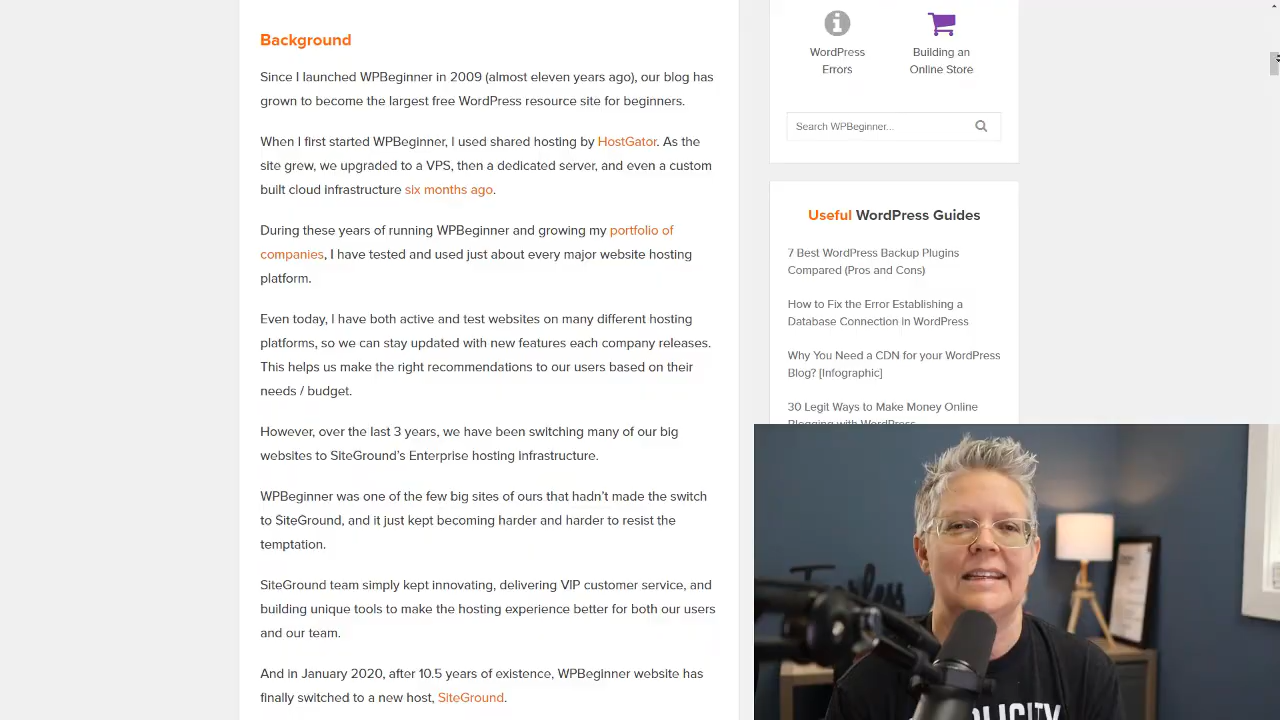 Background
Since I launched WPBeginner in 2009 (almost eleven years ago), our blog has
grown to become the largest free WordPress resource site for beginners.
When I first started WPBeginner, I used shared hosting by HostGator. As the
site grew, we upgraded to a VPS, then a dedicated server, and even a custom
built cloud infrastructure six months ago.
During these years of running WPBeginner and growing my portfolio of
companies, I have tested and used just about every major website hosting
platform.
Even today, I have both active and test websites on many different hosting
platforms, so we can stay updated with new features each company releases.
This helps us make the right recommendations to our users based on their
needs / budget.
However, over the last 3 years, we have been switching many of our big
websites to SiteGround’s Enterprise hosting infrastructure.
WPBeginner was one of the few big sites of ours that hadn’t made the switch
to SiteGround, and it just kept becoming harder and harder to resist the
temptation.
SiteGround team simply kept innovating, delivering VIP customer service, and
building unique tools to make the hosting experience better for both our users
and our team.
And in January 2020, after 10.5 years of existence, WPBeginner website has
finally switched to a new host, SiteGround.
WordPress
Errors
Building an
Online Store
Search WPBeginner...
Useful WordPress Guides
7 Best WordPress Backup Plugins
Compared (Pros and Cons)
How to Fix the Error Establishing a
Database Connection in WordPress
Why You Need a CDN for your WordPress
Blog? [Infographic]
30 Legit Ways to Make Money Online
Blogging with WordPress